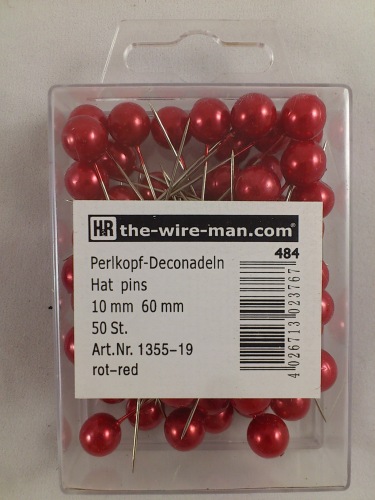 H&R the-wire-man.com®
484
Perlkopf-Deconadeln
Hat pins
10 mm 60 mm
50 St.
Art.Nr. 1355-19
rot-red
4 026713 023767